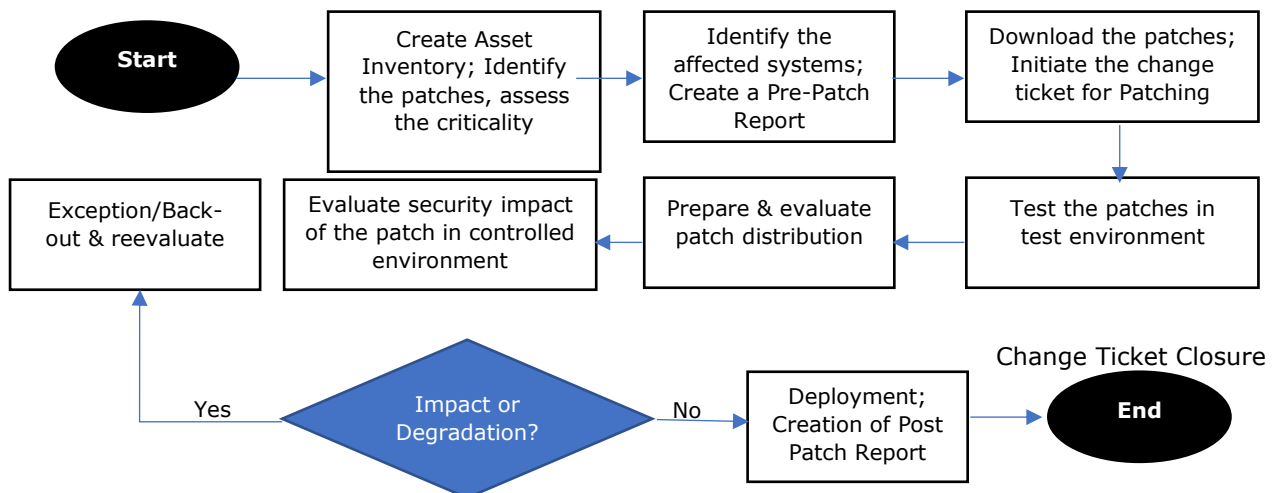 Start
Create Asset
Inventory; Identify
the patches, assess
the criticality
Identify the
affected systems;
Create a Pre-Patch
Report
Download the patches;
Initiate the change
ticket for Patching
Exception/Back-
out & reevaluate
Evaluate security impact
of the patch in controlled
environment
Prepare & evaluate
patch distribution
Test the patches in
test environment
Yes
Impact or
Degradation?
No
Deployment;
Creation of Post
Patch Report
Change Ticket Closure
End